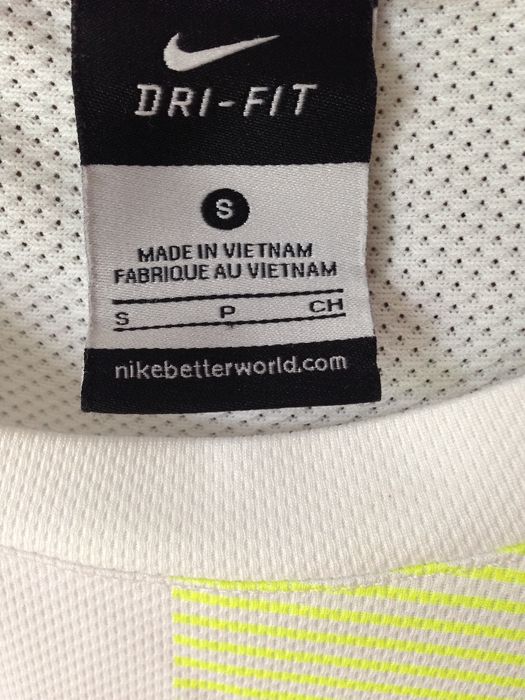 DRI-FIT
S
MADE IN VIETNAM
FABRIQUE AU VIETNAM
S P CH
nikebetterworld.com